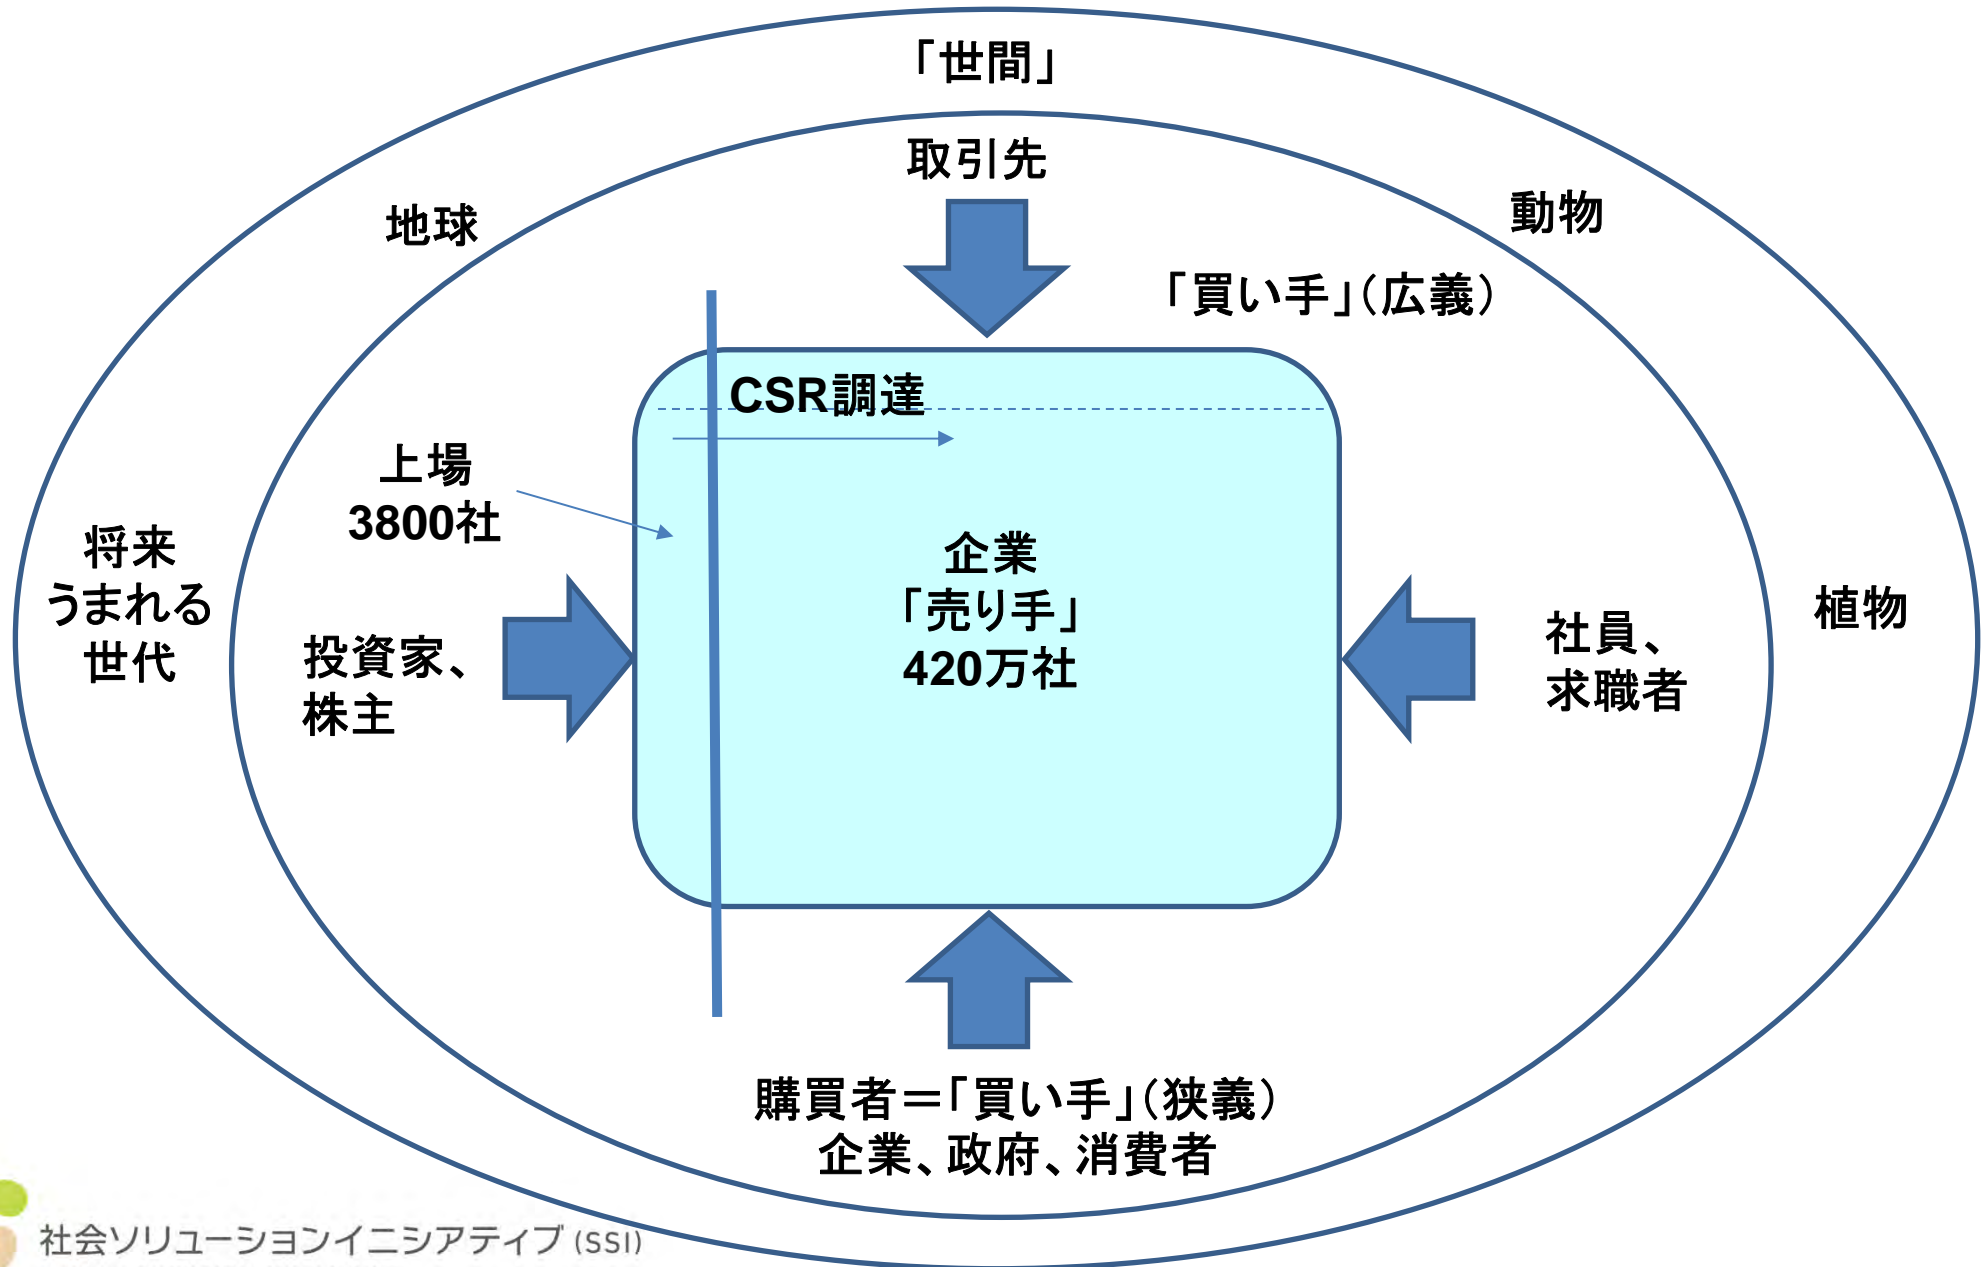 「世間」
取引先
地球
動物
「買い手」（広義）
CSR調達
上場
3800社
将来
うまれる
世代
企業
「売り手」
420万社
植物
投資家、
株主
社員、
求職者
購買者＝「買い手」（狭義）
企業、政府、消費者
社会ソリューションイニシアティブ (SSI)